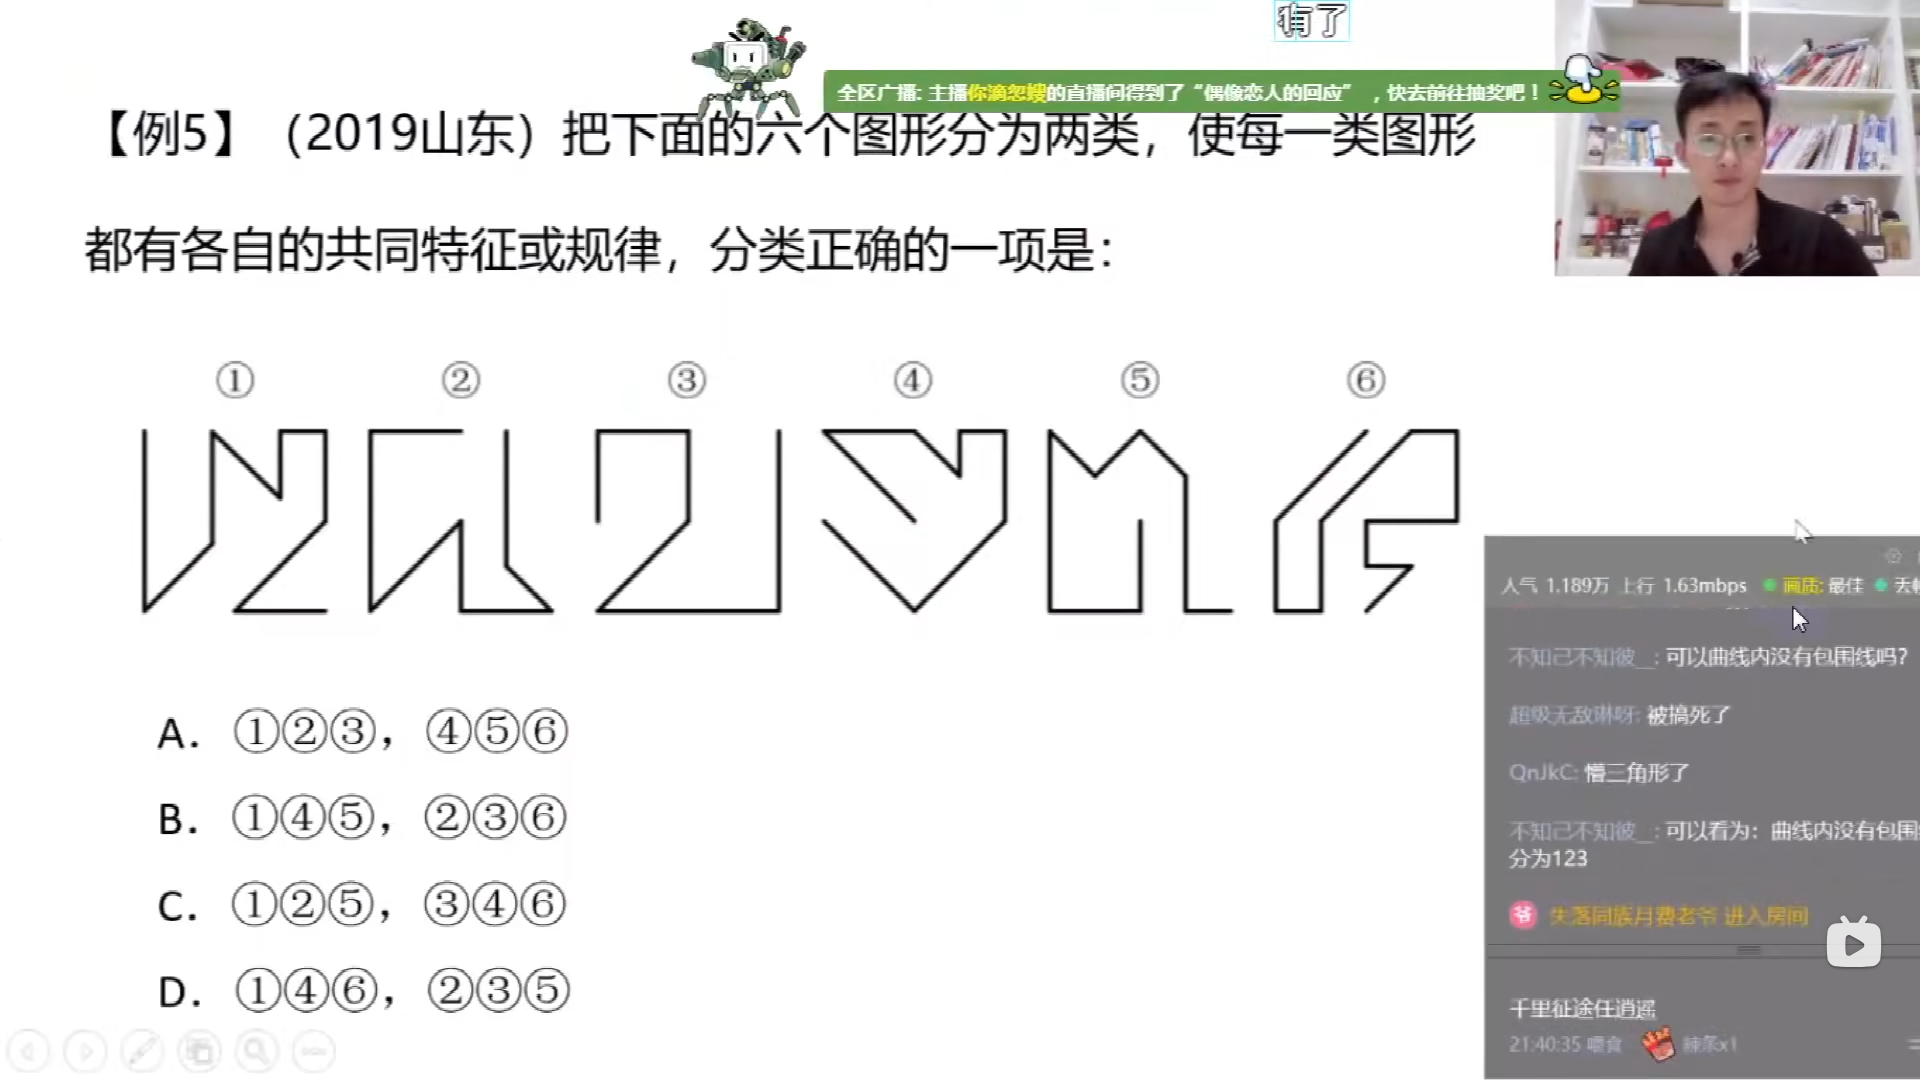 有了
全区广播: 主播你滴恕嫂的直播间得到了“偶像恋人的回应”，快去前往抽奖吧！
【例5】（2019山东）把下面的六个图形分为两类，使每一类图形
都有各自的共同特征或规律，分类正确的一项是：
① ② ③ ④ ⑤ ⑥
A. ①②③，④⑤⑥
B. ①④⑤，②③⑥
C. ①②⑤，③④⑥
D. ①④⑥，②③⑤
人气 1.189万 上行 1.63mbps 画质: 最佳 丢帧
不知己不知彼__: 可以曲线内没有包围线吗?
超级无敌琳呀: 被搞死了
QnJkC: 懵三角形了
不知己不知彼__: 可以看为：曲线内没有包围
分为123
爷 失落同族月费老爷 进入房间
千里征途任逍遥
21:40:35 喂食 辣条x1